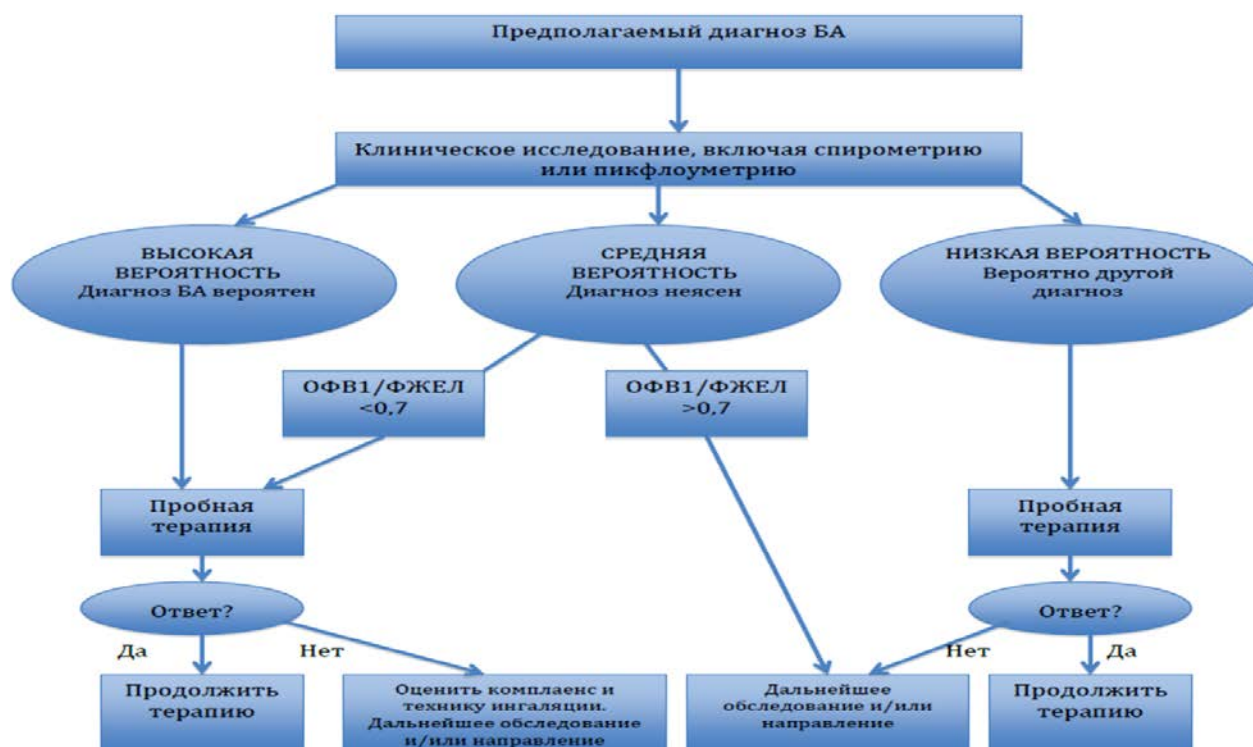 Предполагаемый диагноз БА
Клиническое исследование, включая спирометрию
или пикфлоуметрию
ВЫСОКАЯ
ВЕРОЯТНОСТЬ
Диагноз БА вероятен
СРЕДНЯЯ
ВЕРОЯТНОСТЬ
Диагноз неясен
НИЗКАЯ ВЕРОЯТНОСТЬ
Вероятно другой
диагноз
ОФВ1/ФЖЕЛ
<0,7
ОФВ1/ФЖЕЛ
>0,7
Пробная
терапия
Пробная
терапия
Ответ?
Ответ?
Да
Нет
Нет
Да
Продолжить
терапию
Оценить комплаенс и
технику ингаляции.
Дальнейшее обследование
и/или направление
Дальнейшее
обследование и/или
направление
Продолжить
терапию